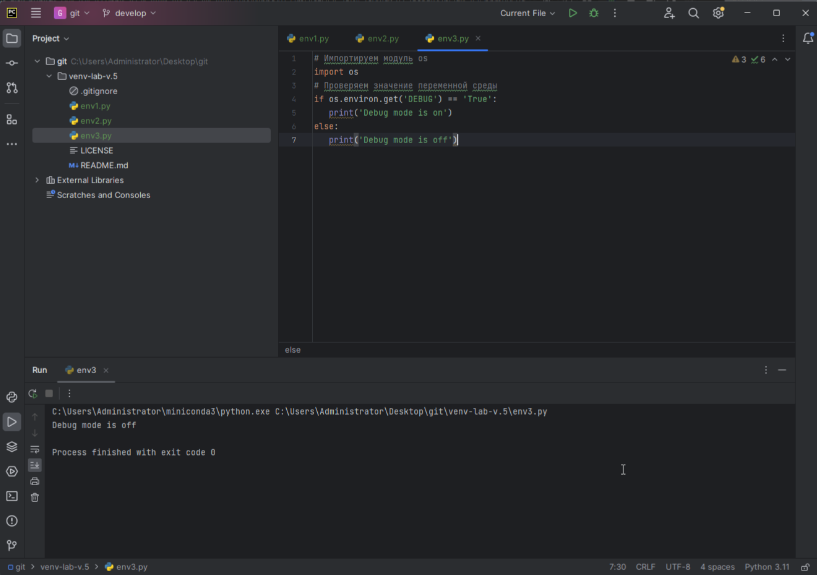 PC G git develop Current File
Project env1.py env2.py env3.py
git C:\Users\Administrator\Desktop\git
venv-lab-v.5
.gitignore
env1.py
env2.py
env3.py
LICENSE
M↓ README.md
External Libraries
Scratches and Consoles
1 # Импортируем модуль os 3 6
2 import os
3 # Проверяем значение переменной среды
4 if os.environ.get('DEBUG') == 'True':
5 print('Debug mode is on')
6 else:
7 print('Debug mode is off')
else
Run env3
C:\Users\Administrator\miniconda3\python.exe C:\Users\Administrator\Desktop\git\venv-lab-v.5\env3.py
Debug mode is off
Process finished with exit code 0
git > venv-lab-v.5 > env3.py 7:30 CRLF UTF-8 4 spaces Python 3.11